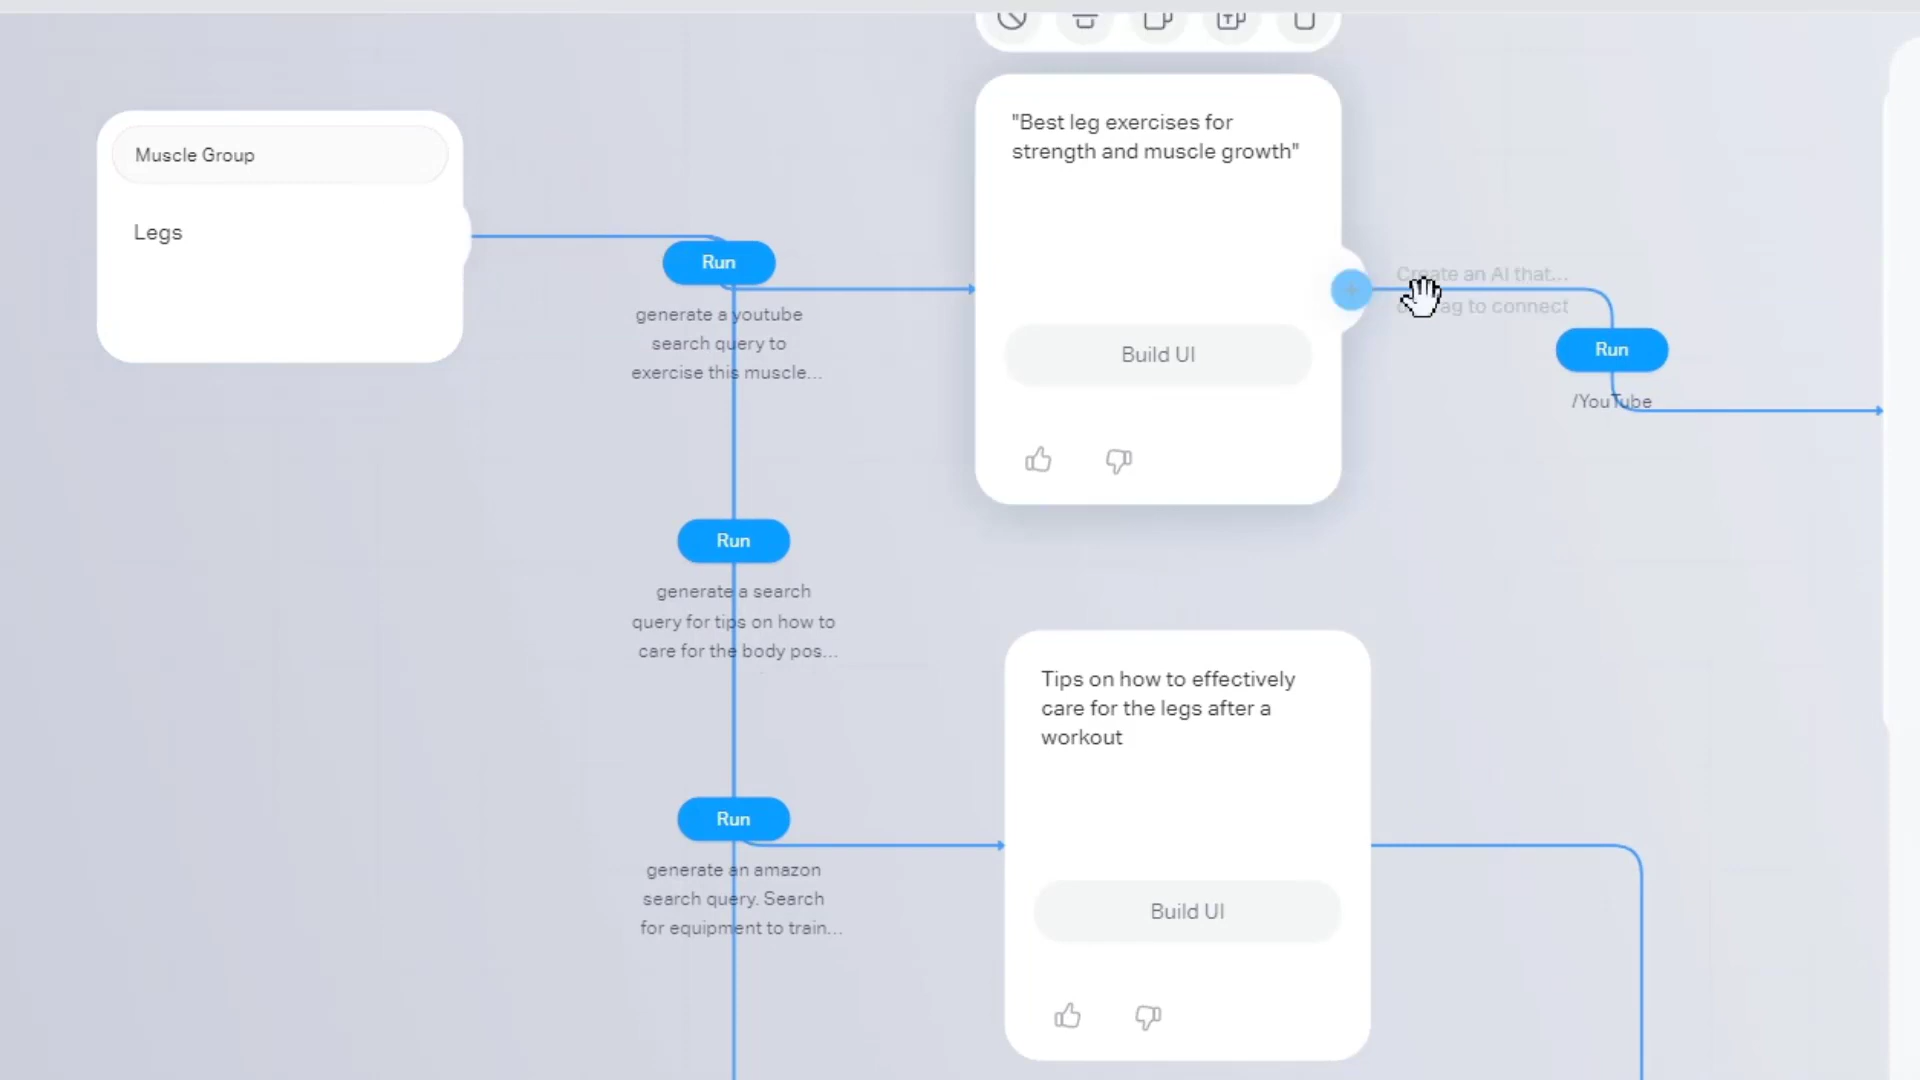 Muscle Group
Legs
Run
generate a youtube
search query to
exercise this muscle...
"Best leg exercises for
strength and muscle growth"
Build UI
Create an AI that...
ag to connect
Run
/YouTube
Run
generate a search
query for tips on how to
care for the body pos...
Run
generate an amazon
search query. Search
for equipment to train...
Tips on how to effectively
care for the legs after a
workout
Build UI